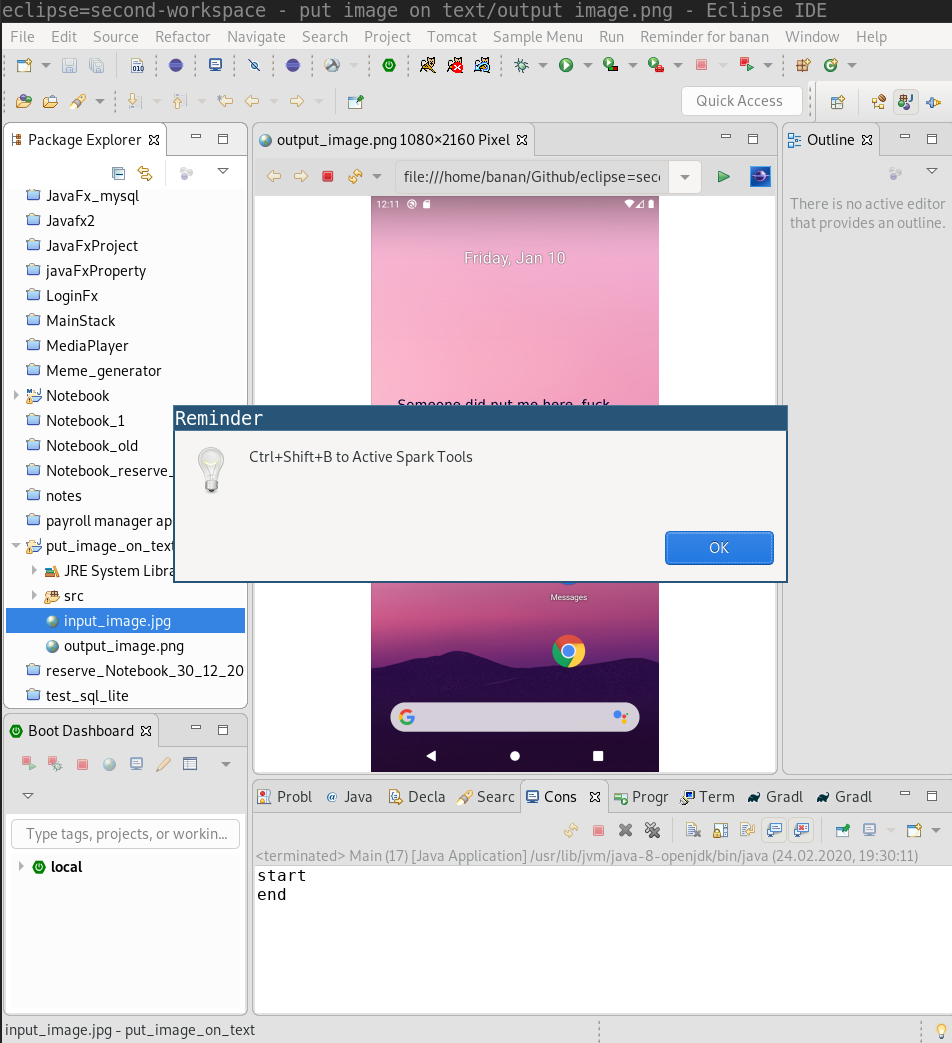 eclipse=second-workspace - put image on text/output image.png - Eclipse IDE
File Edit Source Refactor Navigate Search Project Tomcat Sample Menu Run Reminder for banan Window Help
Quick Access
Package Explorer
JavaFx_mysql
Javafx2
JavaFxProject
javaFxProperty
LoginFx
MainStack
MediaPlayer
Meme_generator
Notebook
Notebook_1
Notebook_old
Notebook_reserve_
notes
payroll manager ap
put_image_on_text
JRE System Libra
src
input_image.jpg
output_image.png
reserve_Notebook_30_12_20
test_sql_lite
output_image.png 1080×2160 Pixel
file:///home/banan/Github/eclipse=seco
12:11
Friday, Jan 10
Someone did put me here, fuck
Messages
Outline
There is no active editor
that provides an outline.
Reminder
Ctrl+Shift+B to Active Spark Tools
OK
Boot Dashboard
Type tags, projects, or workin...
local
Probl @ Java Decla Searc Cons Progr Term Gradl Gradl
<terminated> Main (17) [Java Application] /usr/lib/jvm/java-8-openjdk/bin/java (24.02.2020, 19:30:11)
start
end
input_image.jpg - put_image_on_text